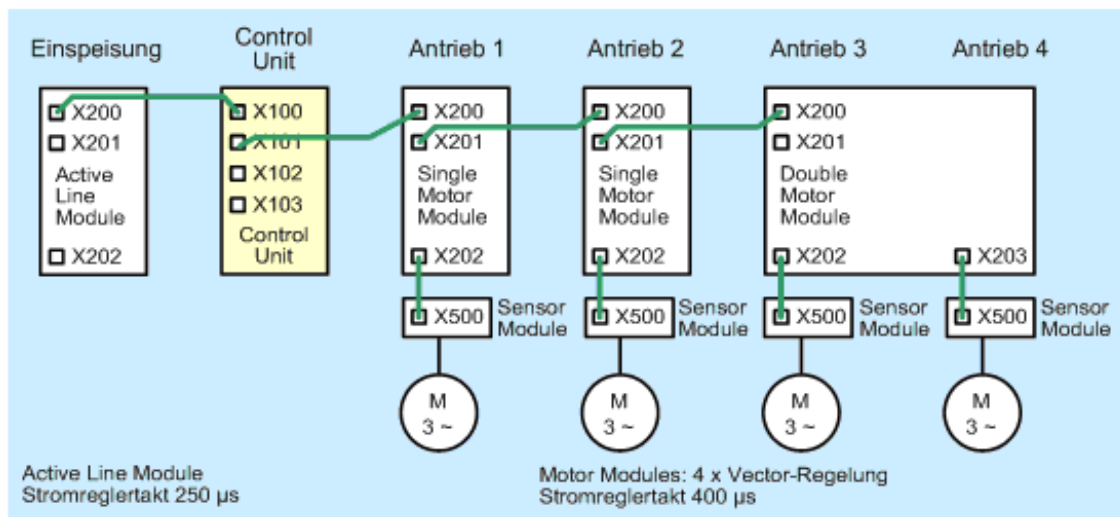 Einspeisung
Control
Unit
Antrieb 1
Antrieb 2
Antrieb 3
Antrieb 4
X200
X201
Active
Line
Module
X202
X100
X101
X102
X103
Control
Unit
X200
X201
Single
Motor
Module
X202
X200
X201
Single
Motor
Module
X202
X200
X201
Double
Motor
Module
X202
X203
X500
Sensor
Module
X500
Sensor
Module
X500
Sensor
Module
X500
Sensor
Module
M
3 ~
M
3 ~
M
3 ~
M
3 ~
Active Line Module
Stromreglertakt 250 µs
Motor Modules: 4 x Vector-Regelung
Stromreglertakt 400 µs